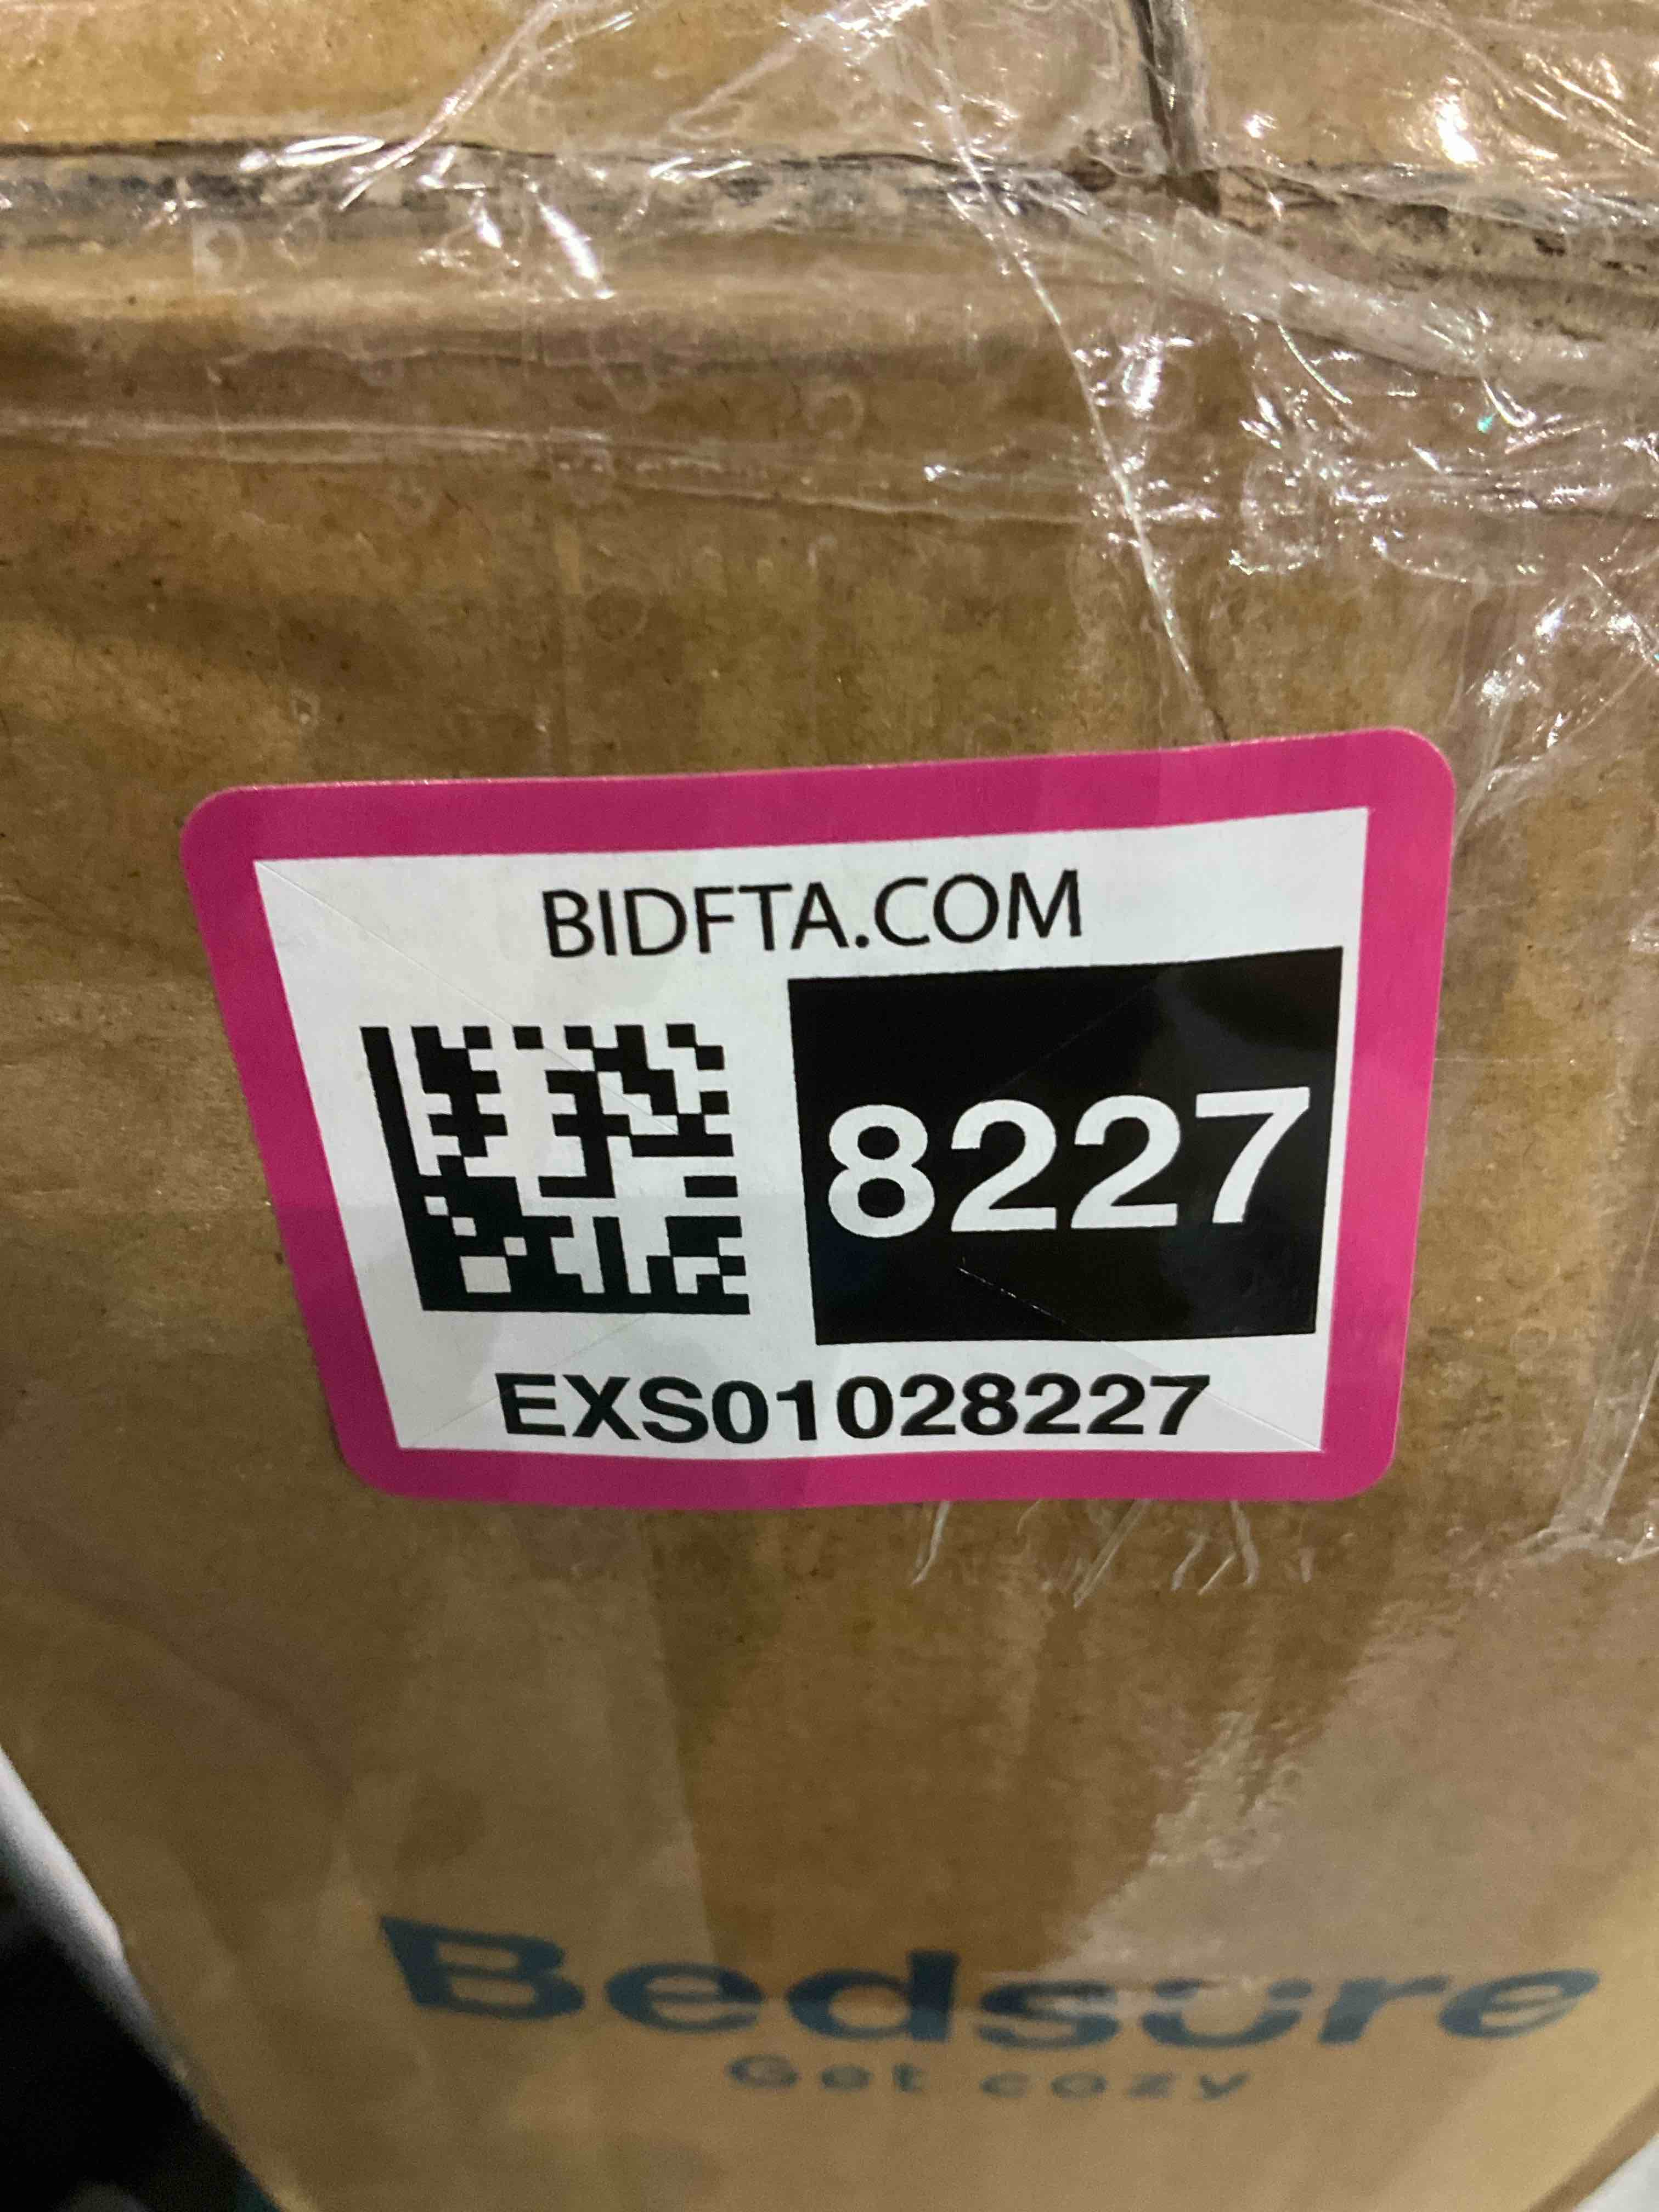 BIDFTA.COM
8227
EXS01028227
Bedsure
Get cozy